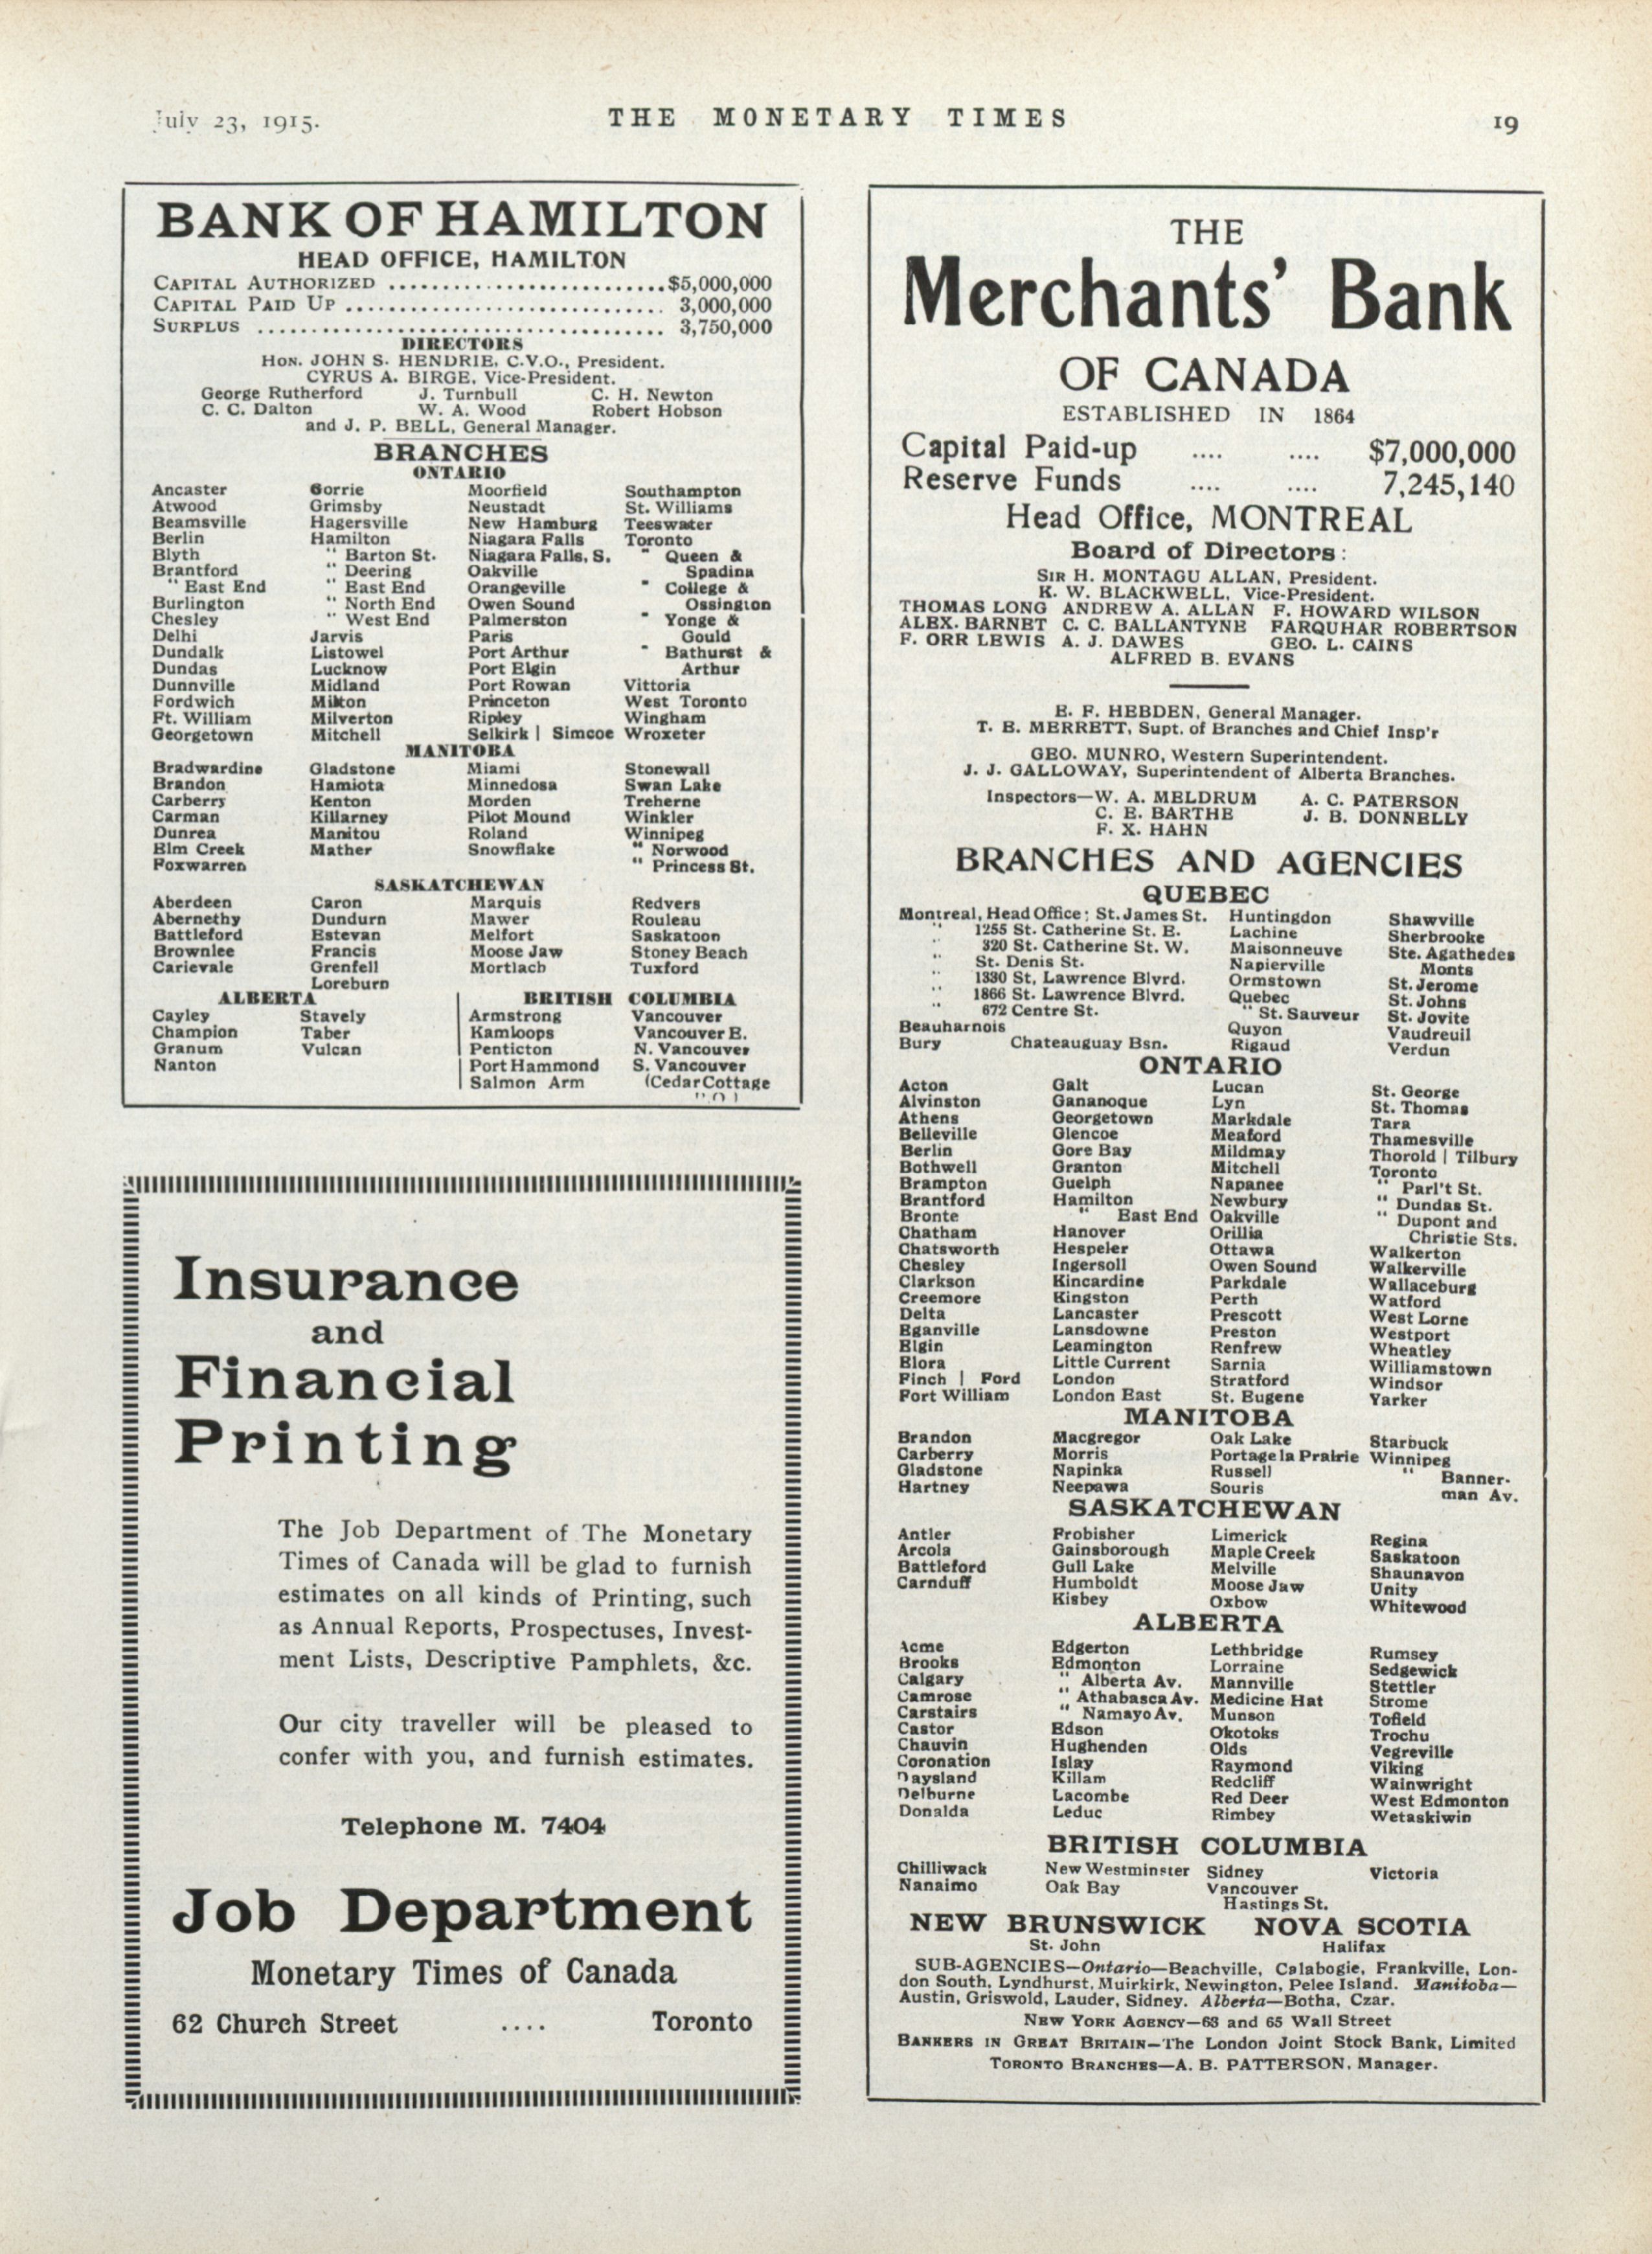 July 23, 1915.
THE MONETARY TIMES
19
BANK OF HAMILTON
HEAD OFFICE, HAMILTON
CAPITAL AUTHORIZED ..........................$5,000,000
CAPITAL PAID UP .............................. 3,000,000
SURPLUS ...................................... 3,750,000
DIRECTORS
HON. JOHN S. HENDRIE, C.V.O., President.
CYRUS A. BIRGE, Vice-President.
George Rutherford J. Turnbull C. H. Newton
C. C. Dalton W. A. Wood Robert Hobson
and J. P. BELL, General Manager.
BRANCHES
ONTARIO
Ancaster Gorrie Moorfield Southampton
Atwood Grimsby Neustadt St. Williams
Beamsville Hagersville New Hamburg Teeswater
Berlin Hamilton Niagara Falls Toronto
Blyth " Barton St. Niagara Falls, S. " Queen &
Brantford " Deering Oakville Spadina
" East End " East End Orangeville " College &
Burlington " North End Owen Sound Ossington
Chesley " West End Palmerston " Yonge &
Delhi Jarvis Paris Gould
Dundalk Listowel Port Arthur " Bathurst &
Dundas Lucknow Port Elgin Arthur
Dunnville Midland Port Rowan Vittoria
Fordwich Milton Princeton West Toronto
Ft. William Milverton Ripley Wingham
Georgetown Mitchell Selkirk | Simcoe Wroxeter
MANITOBA
Bradwardine Gladstone Miami Stonewall
Brandon Hamiota Minnedosa Swan Lake
Carberry Kenton Morden Treherne
Carman Killarney Pilot Mound Winkler
Dunrea Manitou Roland Winnipeg
Elm Creek Mather Snowflake " Norwood
Foxwarren " Princess St.
SASKATCHEWAN
Aberdeen Caron Marquis Redvers
Abernethy Dundurn Mawer Rouleau
Battleford Estevan Melfort Saskatoon
Brownlee Francis Moose Jaw Stoney Beach
Carievale Grenfell Mortlach Tuxford
Loreburn
ALBERTA BRITISH COLUMBIA
Cayley Stavely Armstrong Vancouver
Champion Taber Kamloops Vancouver E.
Granum Vulcan Penticton N. Vancouver
Nanton Port Hammond S. Vancouver
Salmon Arm (Cedar Cottage
Insurance
and
Financial
Printing
The Job Department of The Monetary
Times of Canada will be glad to furnish
estimates on all kinds of Printing, such
as Annual Reports, Prospectuses, Invest-
ment Lists, Descriptive Pamphlets, &c.
Our city traveller will be pleased to
confer with you, and furnish estimates.
Telephone M. 7404
Job Department
Monetary Times of Canada
62 Church Street .... Toronto
THE
Merchants' Bank
OF CANADA
ESTABLISHED IN 1864
Capital Paid-up .... .... $7,000,000
Reserve Funds .... .... 7,245,140
Head Office, MONTREAL
Board of Directors:
SIR H. MONTAGU ALLAN, President.
K. W. BLACKWELL, Vice-President.
THOMAS LONG ANDREW A. ALLAN F. HOWARD WILSON
ALEX. BARNET C. C. BALLANTYNE FARQUHAR ROBERTSON
F. ORR LEWIS A. J. DAWES GEO. L. CAINS
ALFRED B. EVANS
E. F. HEBDEN, General Manager.
T. E. MERRETT, Supt. of Branches and Chief Insp'r
GEO. MUNRO, Western Superintendent.
J. J. GALLOWAY, Superintendent of Alberta Branches.
Inspectors—W. A. MELDRUM A. C. PATERSON
C. E. BARTHE J. B. DONNELLY
F. X. HAHN
BRANCHES AND AGENCIES
QUEBEC
Montreal, Head Office: St. James St. Huntingdon Shawville
" 1255 St. Catherine St. E. Lachine Sherbrooke
" 320 St. Catherine St. W. Maisonneuve Ste. Agathe des
" St. Denis St. Napierville Monts
" 1330 St. Lawrence Blvrd. Ormstown St. Jerome
" 1866 St. Lawrence Blvrd. Quebec St. Johns
" 672 Centre St. " St. Sauveur St. Jovite
Beauharnois Quyon Vaudreuil
Bury Chateauguay Bsn. Rigaud Verdun
ONTARIO
Acton Galt Lucan St. George
Alvinston Gananoque Lyn St. Thomas
Athens Georgetown Markdale Tara
Belleville Glencoe Meaford Thamesville
Berlin Gore Bay Mildmay Thorold | Tilbury
Bothwell Granton Mitchell Toronto
Brampton Guelph Napanee " Parl't St.
Brantford Hamilton Newbury " Dundas St.
Bronte " East End Oakville " Dupont and
Chatham Hanover Orillia Christie Sts.
Chatsworth Hespeler Ottawa Walkerton
Chesley Ingersoll Owen Sound Walkerville
Clarkson Kincardine Parkdale Wallaceburg
Creemore Kingston Perth Watford
Delta Lancaster Prescott West Lorne
Eganville Lansdowne Preston Westport
Elgin Leamington Renfrew Wheatley
Elora Little Current Sarnia Williamstown
Finch | Ford London Stratford Windsor
Fort William London East St. Eugene Yarker
MANITOBA
Brandon Macgregor Oak Lake Starbuck
Carberry Morris Portage la Prairie Winnipeg
Gladstone Napinka Russell " Banner-
Hartney Neepawa Souris man Av.
SASKATCHEWAN
Antler Frobisher Limerick Regina
Arcola Gainsborough Maple Creek Saskatoon
Battleford Gull Lake Melville Shaunavon
Carnduff Humboldt Moose Jaw Unity
Kisbey Oxbow Whitewood
ALBERTA
Acme Edgerton Lethbridge Rumsey
Brooks Edmonton Lorraine Sedgewick
Calgary " Alberta Av. Mannville Stettler
Camrose " Athabasca Av. Medicine Hat Strome
Carstairs " Namayo Av. Munson Tofield
Castor Edson Okotoks Trochu
Chauvin Hughenden Olds Vegreville
Coronation Islay Raymond Viking
Daysland Killam Redcliff Wainwright
Delburne Lacombe Red Deer West Edmonton
Donalda Leduc Rimbey Wetaskiwin
BRITISH COLUMBIA
Chilliwack New Westminster Sidney Victoria
Nanaimo Oak Bay Vancouver
Hastings St.
NEW BRUNSWICK NOVA SCOTIA
St. John Halifax
SUB-AGENCIES—Ontario—Beachville, Calabogie, Frankville, Lon-
don South, Lyndhurst, Muirkirk, Newington, Pelee Island. Manitoba—
Austin, Griswold, Lauder, Sidney. Alberta—Botha, Czar.
NEW YORK AGENCY—63 and 65 Wall Street
BANKERS IN GREAT BRITAIN—The London Joint Stock Bank, Limited
TORONTO BRANCHES—A. B. PATTERSON, Manager.